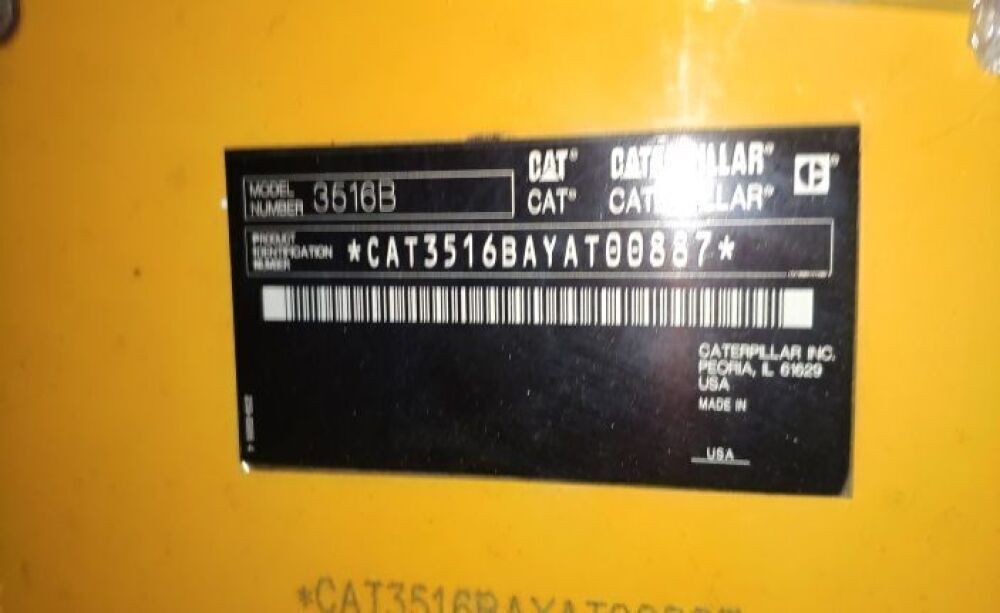 CAT® CATERPILLAR®
MODEL
NUMBER 3516B
CAT® CATERPILLAR®
PRODUCT
IDENTIFICATION
NUMBER
*CAT3516BAYAT00887*
CATERPILLAR INC.
PEORIA, IL 61629
USA
MADE IN
USA
*CAT3516BAYAT00887